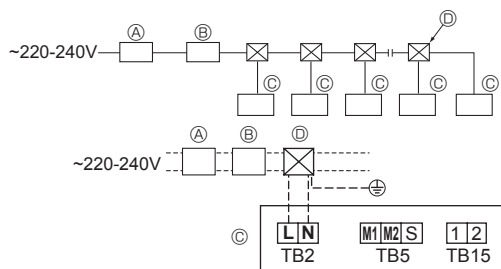 Ⓐ Ⓑ Ⓓ
~220-240V
Ⓒ Ⓒ Ⓒ Ⓒ Ⓒ
Ⓐ Ⓑ Ⓓ
~220-240V
Ⓒ L N M1 M2 S 1 2
TB2 TB5 TB15